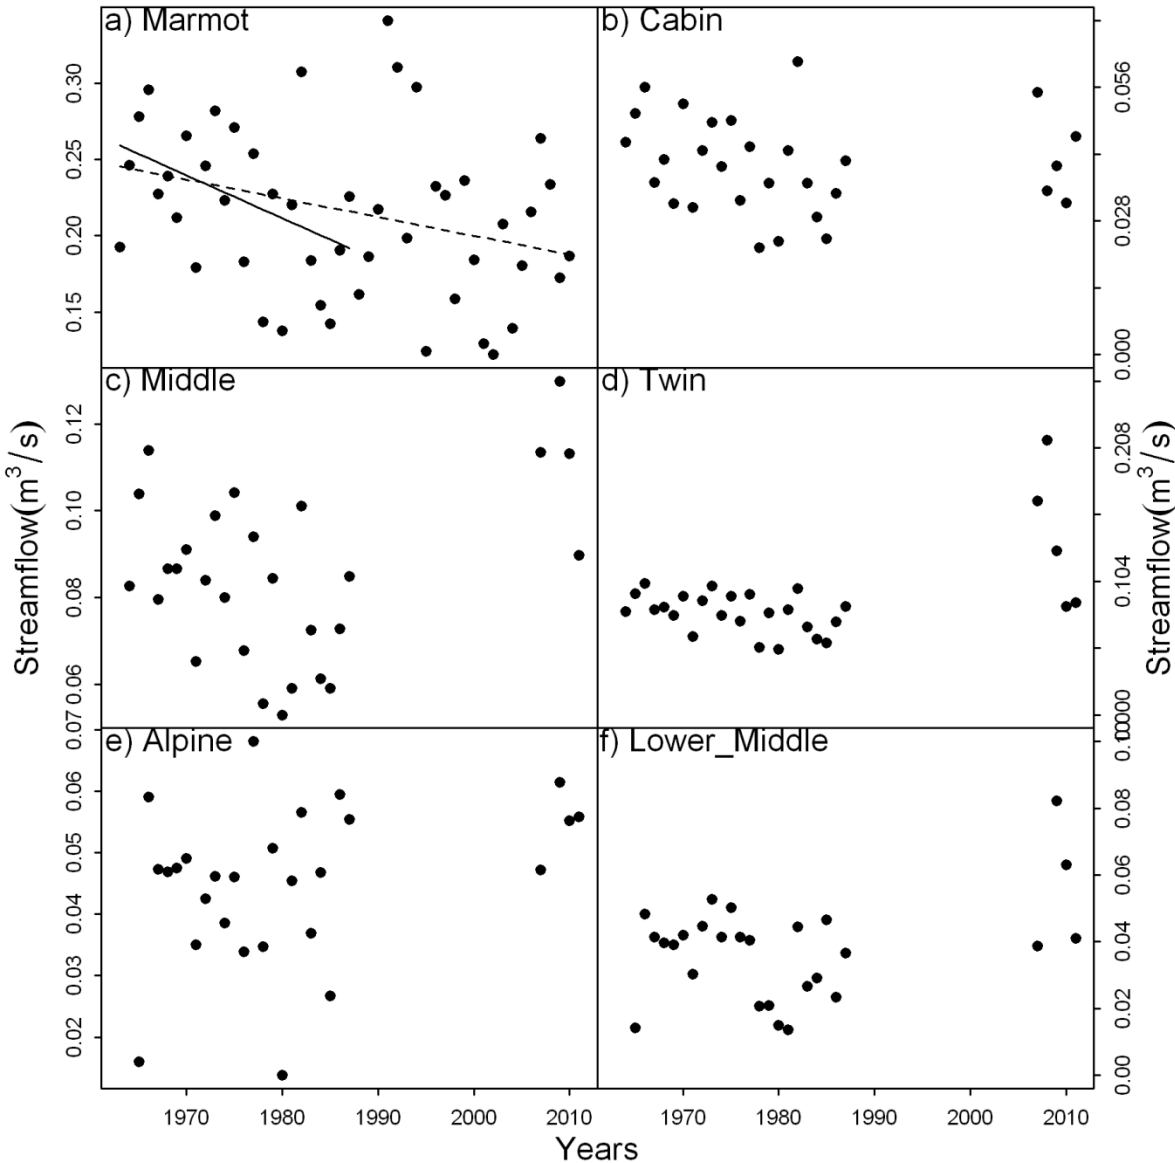 a) Marmot
b) Cabin
0.30
0.25
0.20
0.15
0.056
0.028
0.000
c) Middle
d) Twin
0.12
0.10
0.08
0.06
0.208
0.104
0.000
Streamflow(m³/s)
Streamflow(m³/s)
e) Alpine
f) Lower_Middle
0.07
0.06
0.05
0.04
0.03
0.02
0.10
0.08
0.06
0.04
0.02
0.00
1970 1980 1990 2000 2010
1970 1980 1990 2000 2010
Years